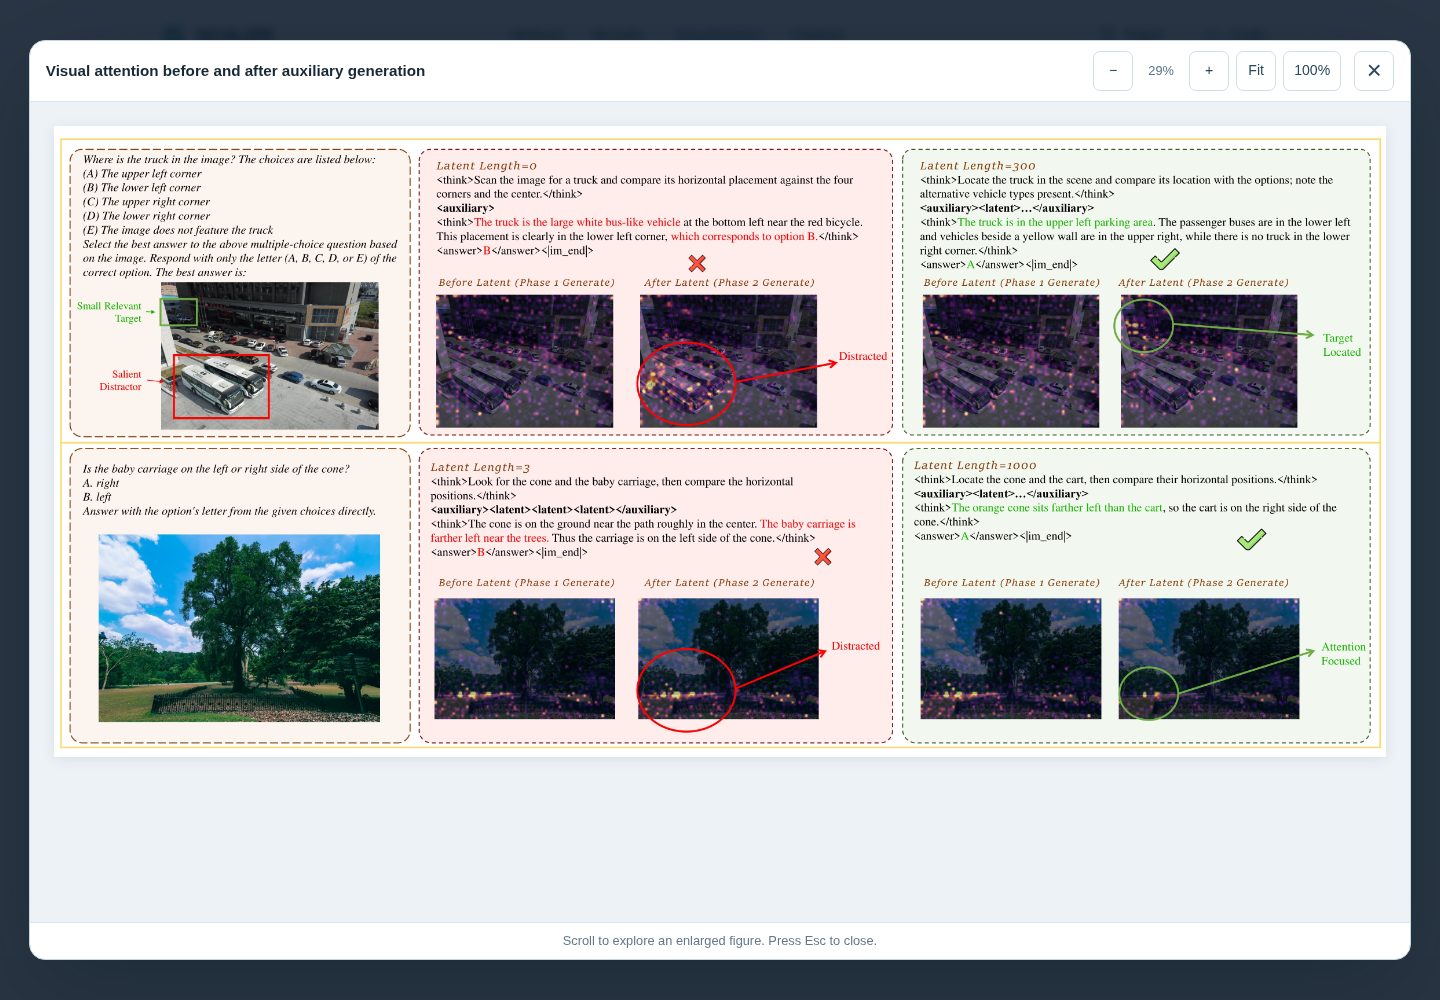 Visual attention before and after auxiliary generation
− 29% + Fit 100% ✕
Where is the truck in the image? The choices are listed below:
(A) The upper left corner
(B) The lower left corner
(C) The upper right corner
(D) The lower right corner
(E) The image does not feature the truck
Select the best answer to the above multiple-choice question based
on the image. Respond with only the letter (A, B, C, D, or E) of the
correct option. The best answer is:
Small Relevant
Target
Salient
Distractor
Latent Length=0
<think>Scan the image for a truck and compare its horizontal placement against the four
corners and the center.</think>
<auxiliary>
<think>The truck is the large white bus-like vehicle at the bottom left near the red bicycle.
This placement is clearly in the lower left corner, which corresponds to option B.</think>
<answer>B</answer><|im_end|>
Before Latent (Phase 1 Generate)
After Latent (Phase 2 Generate)
Distracted
Latent Length=300
<think>Locate the truck in the scene and compare its location with the options; note the
alternative vehicle types present.</think>
<auxiliary><latent>...</auxiliary>
<think>The truck is in the upper left parking area. The passenger buses are in the lower left
and vehicles beside a yellow wall are in the upper right, while there is no truck in the lower
right corner.</think>
<answer>A</answer><|im_end|>
Before Latent (Phase 1 Generate)
After Latent (Phase 2 Generate)
Target
Located
Is the baby carriage on the left or right side of the cone?
A. right
B. left
Answer with the option's letter from the given choices directly.
Latent Length=3
<think>Look for the cone and the baby carriage, then compare the horizontal
positions.</think>
<auxiliary><latent><latent><latent></auxiliary>
<think>The cone is on the ground near the path roughly in the center. The baby carriage is
farther left near the trees. Thus the carriage is on the left side of the cone.</think>
<answer>B</answer><|im_end|>
Before Latent (Phase 1 Generate)
After Latent (Phase 2 Generate)
Distracted
Latent Length=1000
<think>Locate the cone and the cart, then compare their horizontal positions.</think>
<auxiliary><latent>...</auxiliary>
<think>The orange cone sits farther left than the cart, so the cart is on the right side of the
cone.</think>
<answer>A</answer><|im_end|>
Before Latent (Phase 1 Generate)
After Latent (Phase 2 Generate)
Attention
Focused
Scroll to explore an enlarged figure. Press Esc to close.